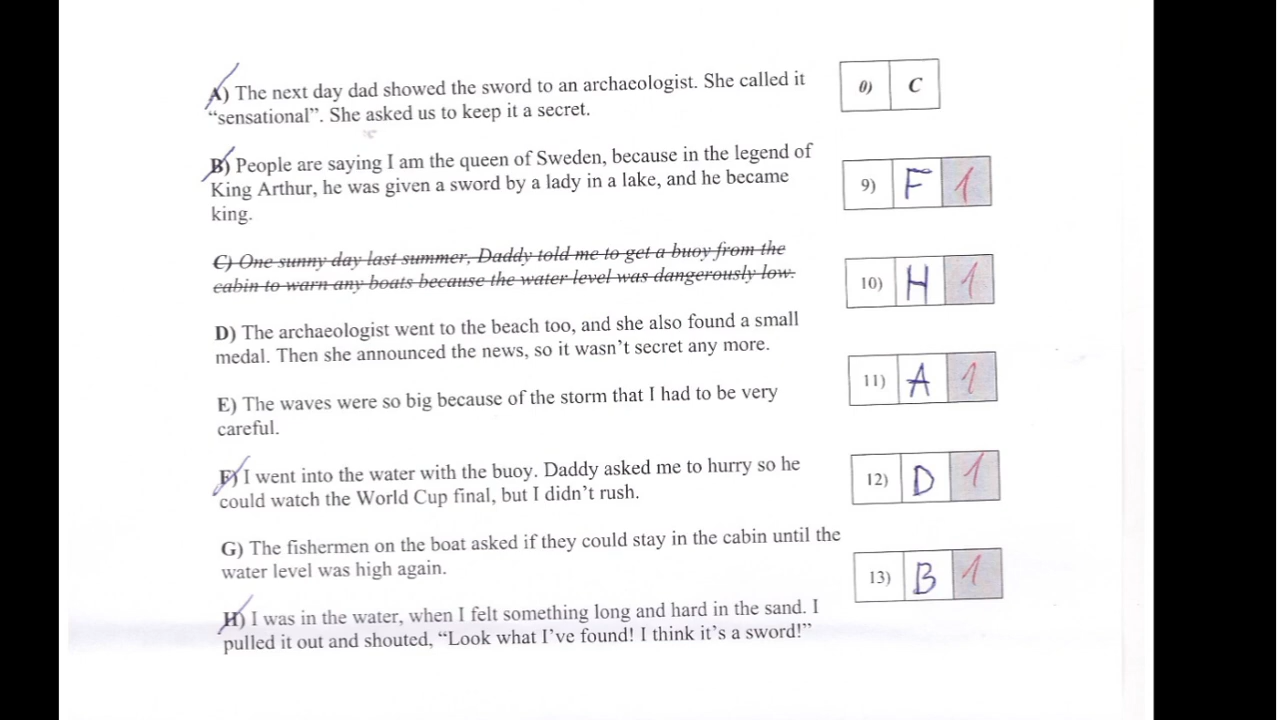 A) The next day dad showed the sword to an archaeologist. She called it
“sensational”. She asked us to keep it a secret.
B) People are saying I am the queen of Sweden, because in the legend of
King Arthur, he was given a sword by a lady in a lake, and he became
king.
C) One sunny day last summer, Daddy told me to get a buoy from the
cabin to warn any boats because the water level was dangerously low.
D) The archaeologist went to the beach too, and she also found a small
medal. Then she announced the news, so it wasn’t secret any more.
E) The waves were so big because of the storm that I had to be very
careful.
F) I went into the water with the buoy. Daddy asked me to hurry so he
could watch the World Cup final, but I didn’t rush.
G) The fishermen on the boat asked if they could stay in the cabin until the
water level was high again.
H) I was in the water, when I felt something long and hard in the sand. I
pulled it out and shouted, “Look what I’ve found! I think it’s a sword!”
0) C
9) F 1
10) H 1
11) A 1
12) D 1
13) B 1